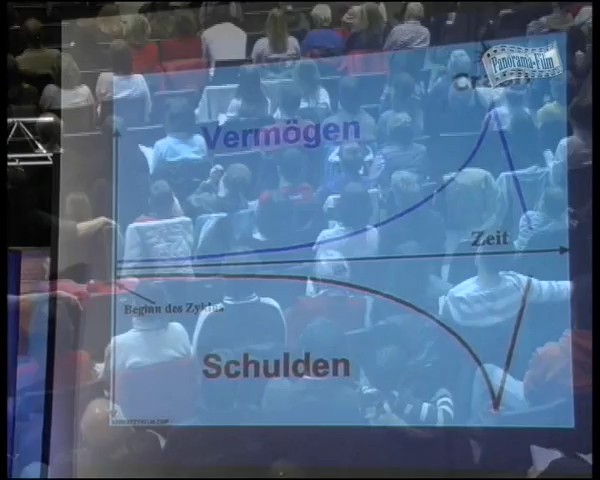 Panorama-Film
Vermögen
Zeit
Beginn des Zyklus
Schulden